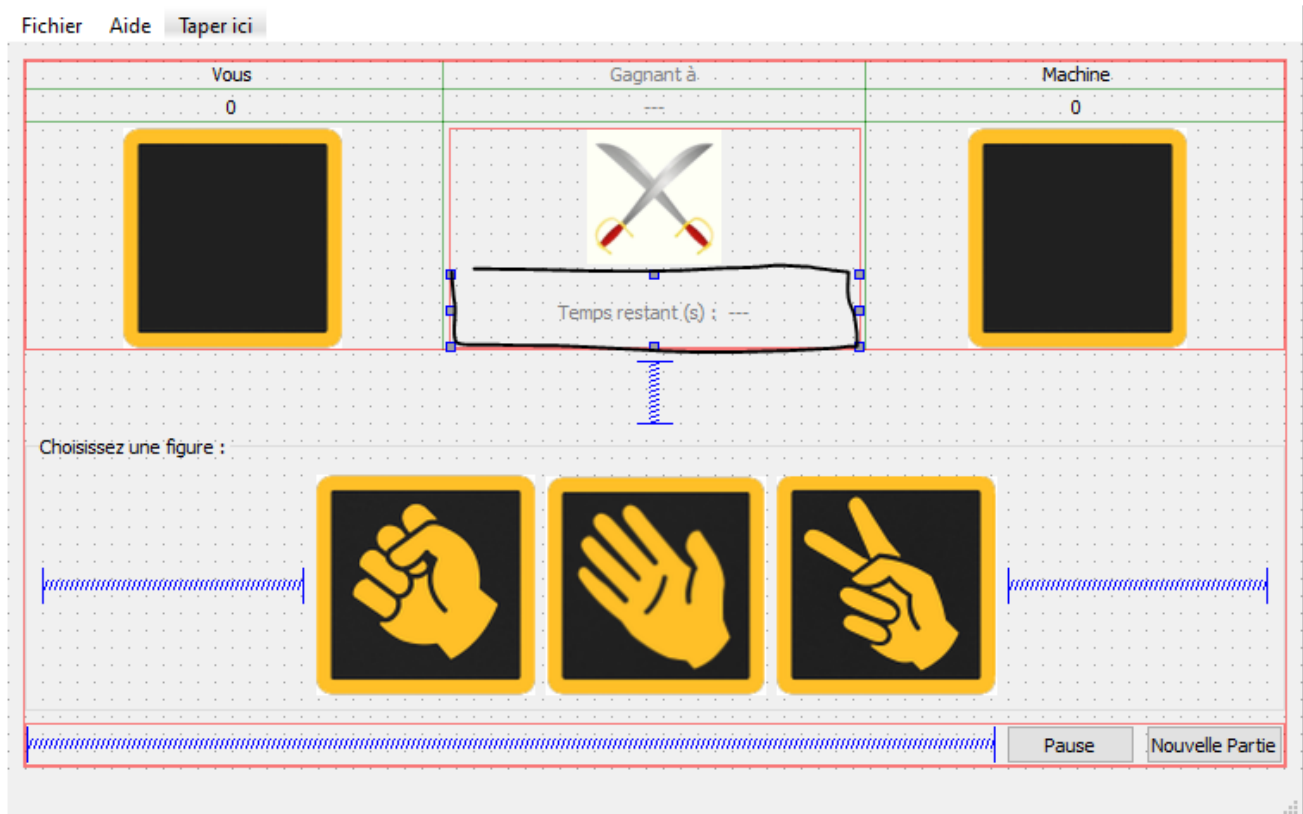 Fichier Aide Taper ici
Vous Gagnant à Machine
0 --- 0
Temps restant (s) : ---
Choisissez une figure :
Pause Nouvelle Partie